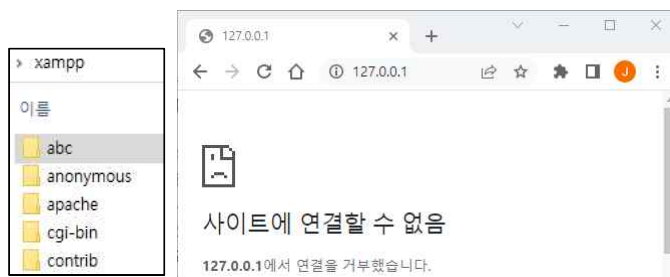 > xampp
이름
abc
anonymous
apache
cgi-bin
contrib
127.0.0.1
127.0.0.1
J
사이트에 연결할 수 없음
127.0.0.1에서 연결을 거부했습니다.